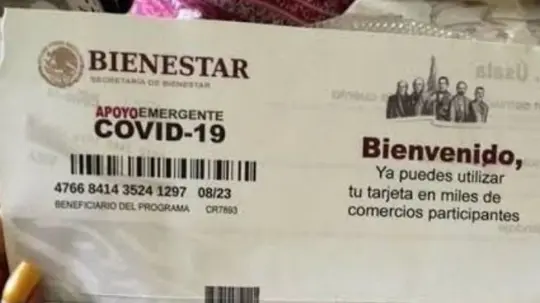 BIENESTAR
SECRETARÍA DE BIENESTAR
APOYOEMERGENTE
COVID-19
4766 8414 3524 1297 08/23
BENEFICIARIO DEL PROGRAMA CR7893
Úsala
Bienvenido,
Ya puedes utilizar
tu tarjeta en miles de
comercios participantes